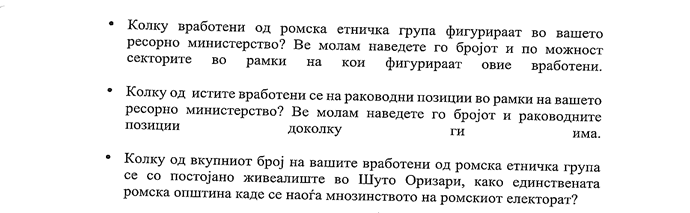 • Колку вработени од ромска етничка група фигурираат во вашето
ресорно министерство? Ве молам наведете го бројот и по можност
секторите во рамки на кои фигурираат овие вработени.
• Колку од истите вработени се на раководни позиции во рамки на вашето
ресорно министерство? Ве молам наведете го бројот и раководните
позиции доколку ги има.
• Колку од вкупниот број на вашите вработени од ромска етничка група
се со постојано живеалиште во Шуто Оризари, како единствената
ромска општина каде се наоѓа мнозинството на ромскиот електорат?